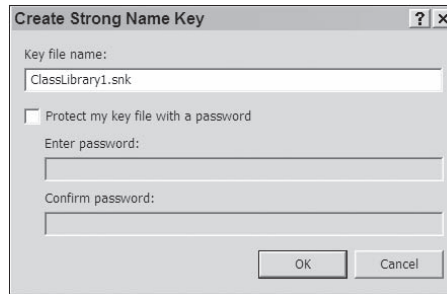 Create Strong Name Key
? ×
Key file name:
ClassLibrary1.snk
Protect my key file with a password
Enter password:
Confirm password:
OK Cancel